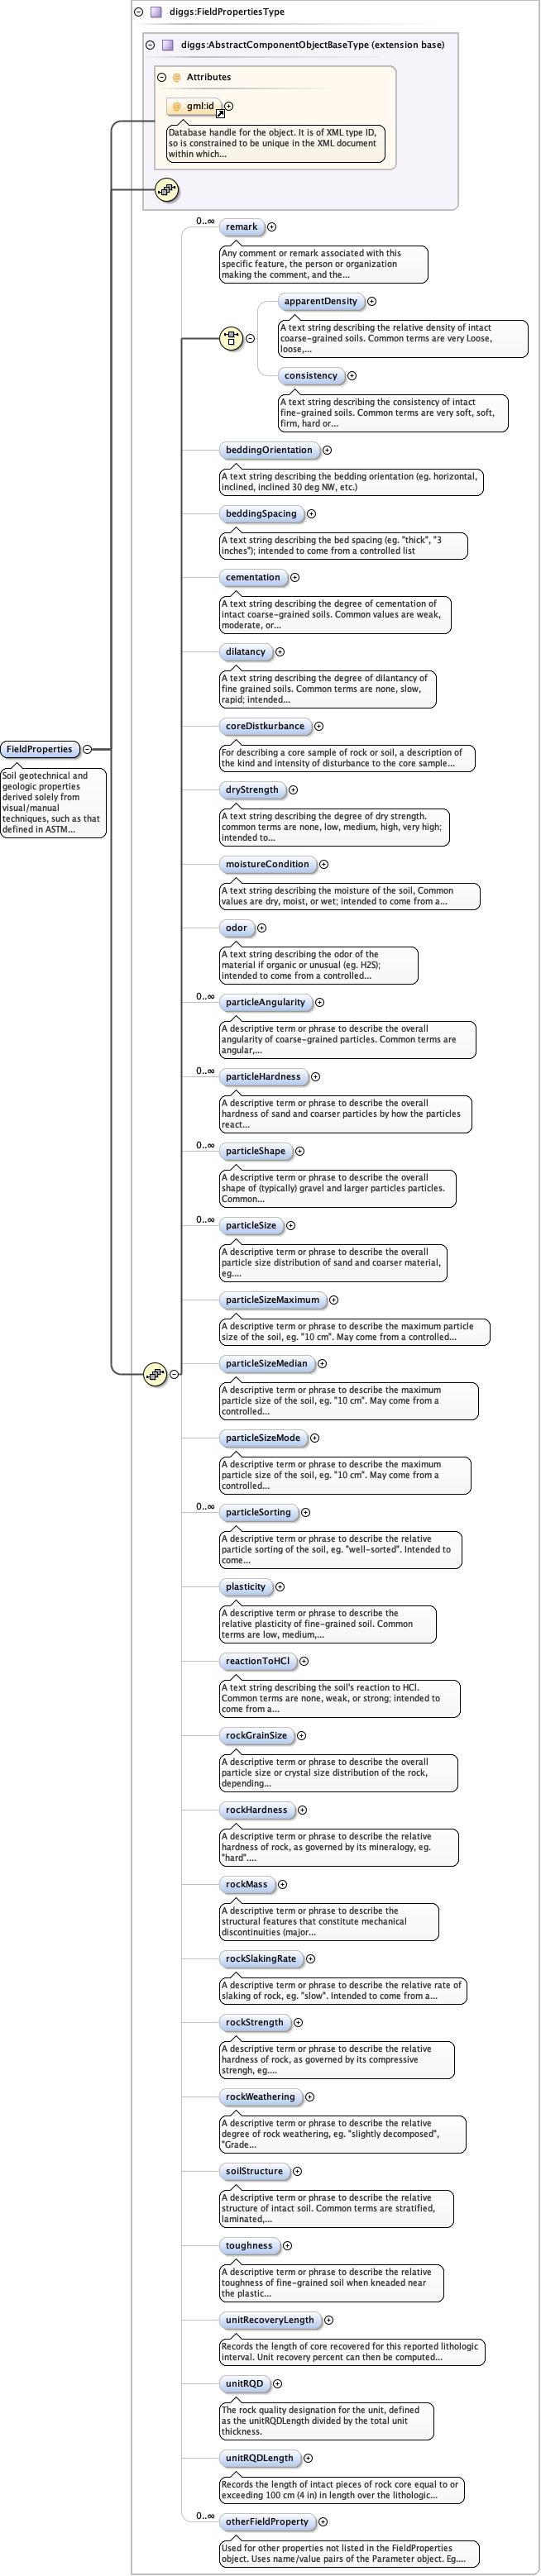 diggs:FieldPropertiesType
diggs:AbstractComponentObjectBaseType (extension base)
@ Attributes
@ gml:id
Database handle for the object. It is of XML type ID,
so is constrained to be unique in the XML document
within which...
0..∞
remark
Any comment or remark associated with this
specific feature, the person or organization
making the comment, and the...
apparentDensity
A text string describing the relative density of intact
coarse-grained soils. Common terms are very Loose,
loose,...
consistency
A text string describing the consistency of intact
fine-grained soils. Common terms are very soft, soft,
firm, hard or...
beddingOrientation
A text string describing the bedding orientation (eg. horizontal,
inclined, inclined 30 deg NW, etc.)
beddingSpacing
A text string describing the bed spacing (eg. "thick", "3
inches"); intended to come from a controlled list
cementation
A text string describing the degree of cementation of
intact coarse-grained soils. Common values are weak,
moderate, or...
dilatancy
A text string describing the degree of dilantancy of
fine grained soils. Common terms are none, slow,
rapid; intended...
coreDistkurbance
For describing a core sample of rock or soil, a description of
the kind and intensity of disturbance to the core sample...
FieldProperties
Soil geotechnical and
geologic properties
derived solely from
visual/manual
techniques, such as that
defined in ASTM...
dryStrength
A text string describing the degree of dry strength.
common terms are none, low, medium, high, very high;
intended to...
moistureCondition
A text string describing the moisture of the soil, Common
values are dry, moist, or wet; intended to come from a...
odor
A text string describing the odor of the
material if organic or unusual (eg. H2S);
intended to come from a controlled...
0..∞
particleAngularity
A descriptive term or phrase to describe the overall
angularity of coarse-grained particles. Common terms are
angular,...
0..∞
particleHardness
A descriptive term or phrase to describe the overall
hardness of sand and coarser particles by how the particles
react...
0..∞
particleShape
A descriptive term or phrase to describe the overall
shape of (typically) gravel and larger particles particles.
Common...
0..∞
particleSize
A descriptive term or phrase to describe the overall
particle size distribution of sand and coarser material,
eg....
particleSizeMaximum
A descriptive term or phrase to describe the maximum particle
size of the soil, eg. "10 cm". May come from a controlled...
particleSizeMedian
A descriptive term or phrase to describe the maximum
particle size of the soil, eg. "10 cm". May come from a
controlled...
particleSizeMode
A descriptive term or phrase to describe the maximum
particle size of the soil, eg. "10 cm". May come from a
controlled...
0..∞
particleSorting
A descriptive term or phrase to describe the relative
particle sorting of the soil, eg. "well-sorted". Intended to
come...
plasticity
A descriptive term or phrase to describe the
relative plasticity of fine-grained soil. Common
terms are low, medium,...
reactionToHCl
A text string describing the soil's reaction to HCl.
Common terms are none, weak, or strong; intended to
come from a...
rockGrainSize
A descriptive term or phrase to describe the overall
particle size or crystal size distribution of the rock,
depending...
rockHardness
A descriptive term or phrase to describe the relative
hardness of rock, as governed by its mineralogy, eg.
"hard"....
rockMass
A descriptive term or phrase to describe the
structural features that constitute mechanical
discontinuities (major...
rockSlakingRate
A descriptive term or phrase to describe the relative rate of
slaking of rock, eg. "slow". Intended to come from a...
rockStrength
A descriptive term or phrase to describe the relative
hardness of rock, as governed by its compressive
strengh, eg....
rockWeathering
A descriptive term or phrase to describe the relative
degree of rock weathering, eg. "slightly decomposed",
"Grade...
soilStructure
A descriptive term or phrase to describe the relative
structure of intact soil. Common terms are stratified,
laminated,...
toughness
A descriptive term or phrase to describe the relative
toughness of fine-grained soil when kneaded near
the plastic...
unitRecoveryLength
Records the length of core recovered for this reported lithologic
interval. Unit recovery percent can then be computed...
unitRQD
The rock quality designation for the unit, defined
as the unitRQDLength divided by the total unit
thickness.
unitRQDLength
Records the length of intact pieces of rock core equal to or
exceeding 100 cm (4 in) in length over the lithologic...
0..∞
otherFieldProperty
Used for other properties not listed in the FieldProperties
object. Uses name/value pairs of the Parameter object. Eg....